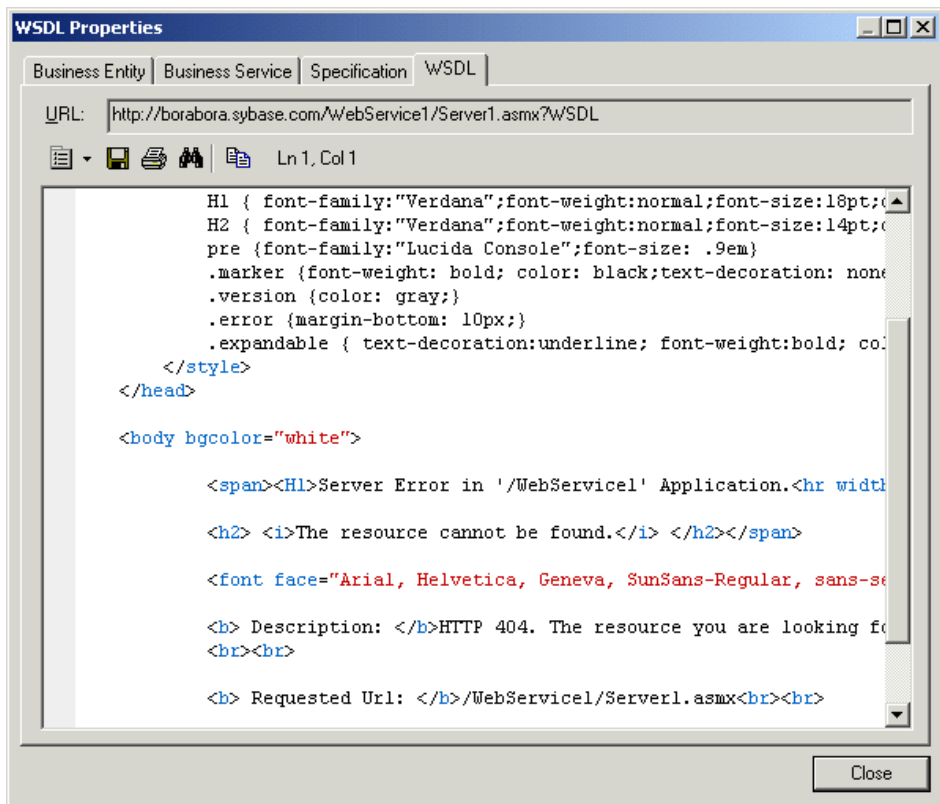 WSDL Properties
Business Entity Business Service Specification WSDL
URL: http://borabora.sybase.com/WebService1/Server1.asmx?WSDL
Ln 1, Col 1
H1 { font-family:"Verdana";font-weight:normal;font-size:18pt;
H2 { font-family:"Verdana";font-weight:normal;font-size:14pt;
pre {font-family:"Lucida Console";font-size: .9em}
.marker {font-weight: bold; color: black;text-decoration: none
.version {color: gray;}
.error {margin-bottom: 10px;}
.expandable { text-decoration:underline; font-weight:bold; col
</style>
</head>
<body bgcolor="white">
<span><H1>Server Error in '/WebService1' Application.<hr width
<h2> <i>The resource cannot be found.</i> </h2></span>
<font face="Arial, Helvetica, Geneva, SunSans-Regular, sans-se
<b> Description: </b>HTTP 404. The resource you are looking fo
<br><br>
<b> Requested Url: </b>/WebService1/Server1.asmx<br><br>
Close